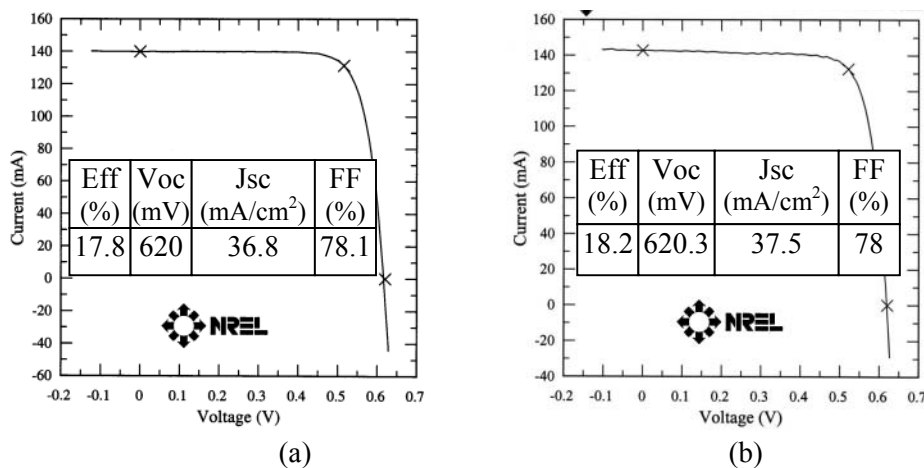 160
140
120
100
80
60
40
20
0
-20
-40
-60
Current (mA)
Eff Voc Jsc FF
(%) (mV) (mA/cm²) (%)
17.8 620 36.8 78.1
NREL
-0.2 -0.1 0 0.1 0.2 0.3 0.4 0.5 0.6 0.7
Voltage (V)
(a)
160
140
120
100
80
60
40
20
0
-20
-40
Current (mA)
Eff Voc Jsc FF
(%) (mV) (mA/cm²) (%)
18.2 620.3 37.5 78
NREL
-0.2 -0.1 0 0.1 0.2 0.3 0.4 0.5 0.6 0.7
Voltage (V)
(b)